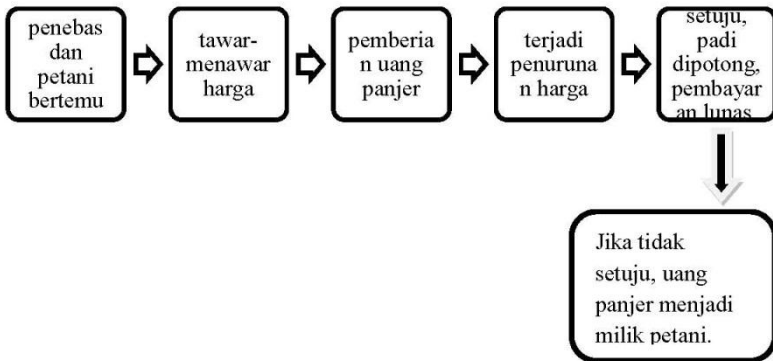 penebas
dan
petani
bertemu
tawar-
menawar
harga
pemberia
n uang
panjer
terjadi
penuruna
n harga
setuju,
padi
dipotong,
pembayar
an lunas
Jika tidak
setuju, uang
panjer menjadi
milik petani.